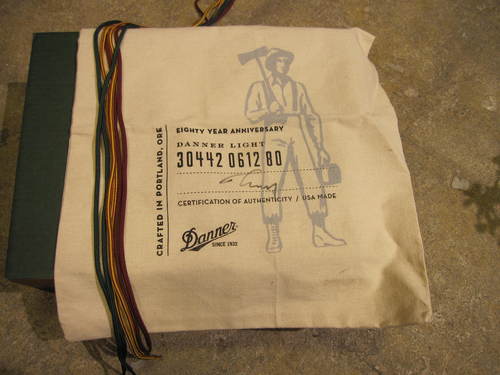 CRAFTED IN PORTLAND, ORE
EIGHTY YEAR ANNIVERSARY
DANNER LIGHT
30442 0612 80
CERTIFICATION OF AUTHENTICITY / USA MADE
Danner
SINCE 1932